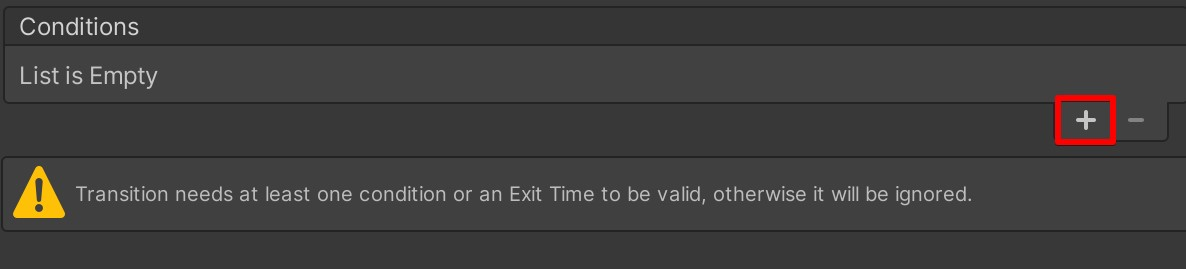 Conditions
List is Empty
Transition needs at least one condition or an Exit Time to be valid, otherwise it will be ignored.